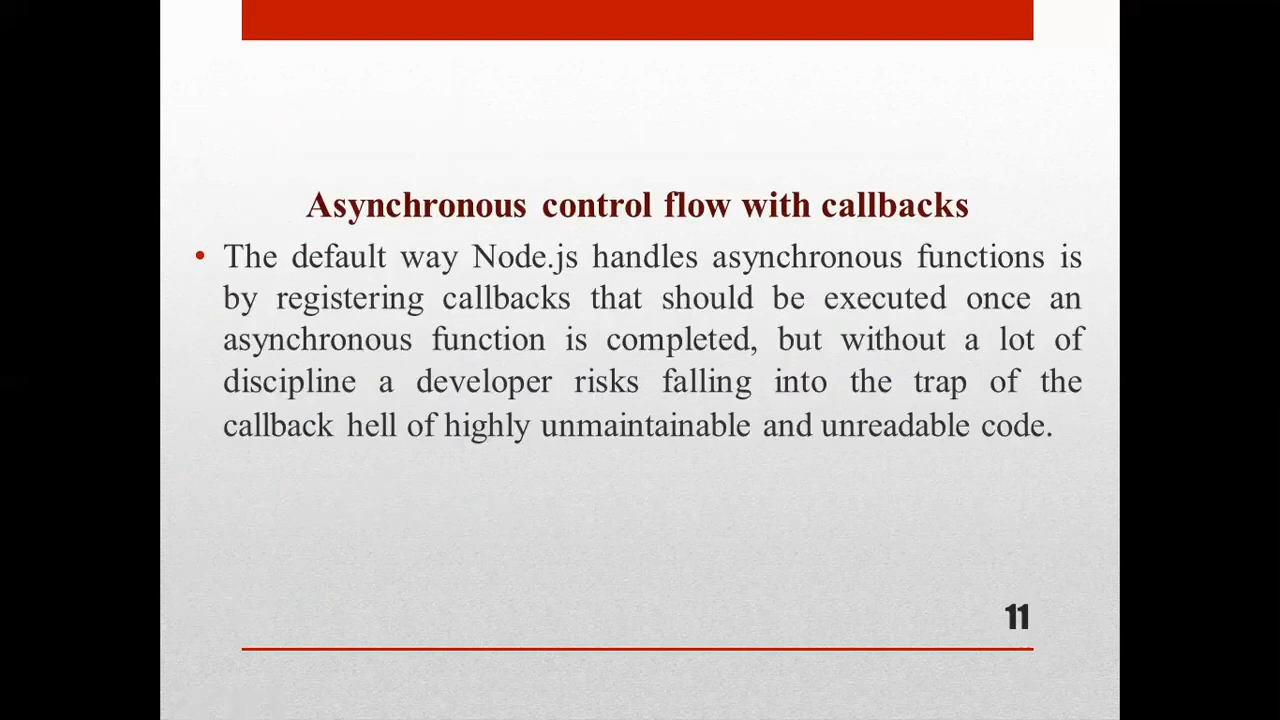 Asynchronous control flow with callbacks
• The default way Node.js handles asynchronous functions is
by registering callbacks that should be executed once an
asynchronous function is completed, but without a lot of
discipline a developer risks falling into the trap of the
callback hell of highly unmaintainable and unreadable code.
11